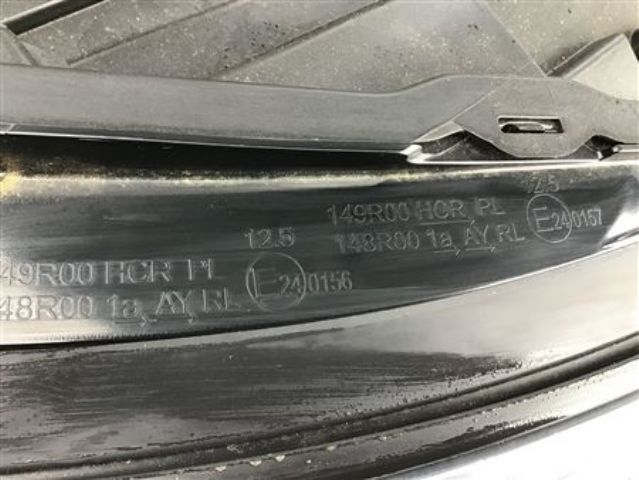 12.5
149R00 HCR PL
148R00 1a AY RL E24 0157
12.5
49R00 HCR PL
48R00 1a AY RL E24 0156